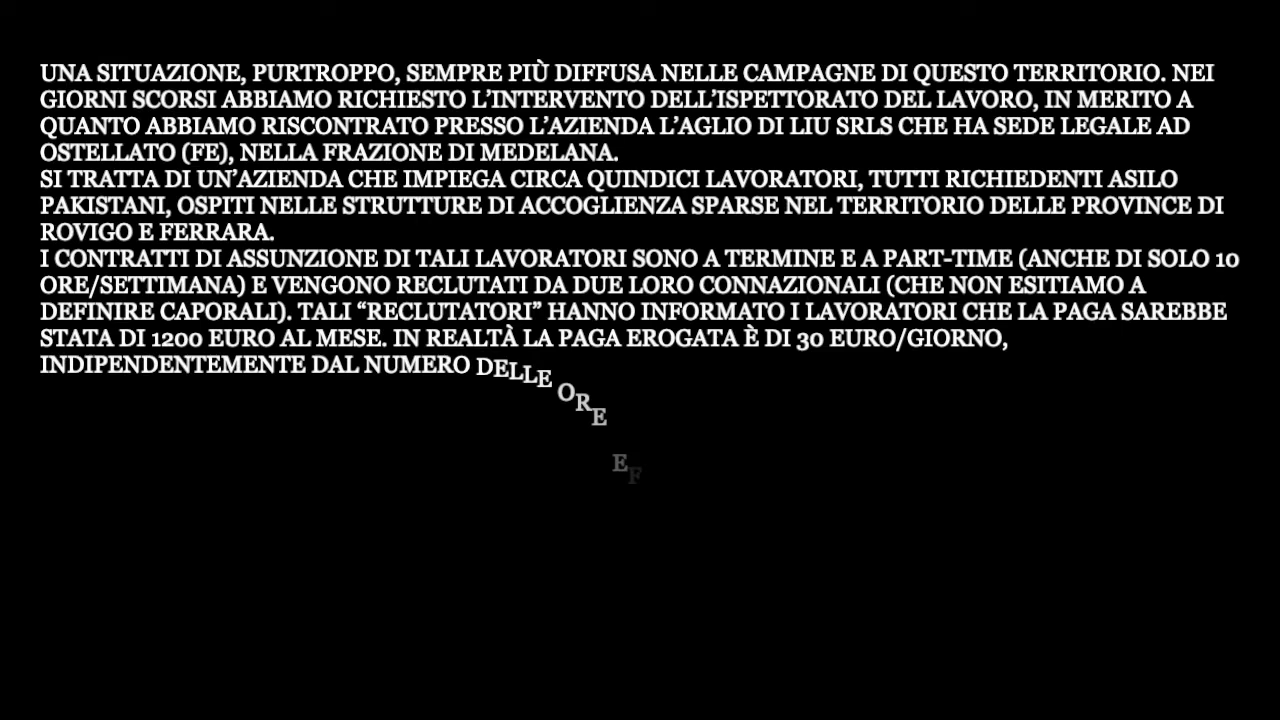 UNA SITUAZIONE, PURTROPPO, SEMPRE PIÙ DIFFUSA NELLE CAMPAGNE DI QUESTO TERRITORIO. NEI
GIORNI SCORSI ABBIAMO RICHIESTO L’INTERVENTO DELL’ISPETTORATO DEL LAVORO, IN MERITO A
QUANTO ABBIAMO RISCONTRATO PRESSO L’AZIENDA L’AGLIO DI LIU SRLS CHE HA SEDE LEGALE AD
OSTELLATO (FE), NELLA FRAZIONE DI MEDELANA.
SI TRATTA DI UN’AZIENDA CHE IMPIEGA CIRCA QUINDICI LAVORATORI, TUTTI RICHIEDENTI ASILO
PAKISTANI, OSPITI NELLE STRUTTURE DI ACCOGLIENZA SPARSE NEL TERRITORIO DELLE PROVINCE DI
ROVIGO E FERRARA.
I CONTRATTI DI ASSUNZIONE DI TALI LAVORATORI SONO A TERMINE E A PART-TIME (ANCHE DI SOLO 10
ORE/SETTIMANA) E VENGONO RECLUTATI DA DUE LORO CONNAZIONALI (CHE NON ESITIAMO A
DEFINIRE CAPORALI). TALI “RECLUTATORI” HANNO INFORMATO I LAVORATORI CHE LA PAGA SAREBBE
STATA DI 1200 EURO AL MESE. IN REALTÀ LA PAGA EROGATA È DI 30 EURO/GIORNO,
INDIPENDENTEMENTE DAL NUMERO DELLE ORE EF